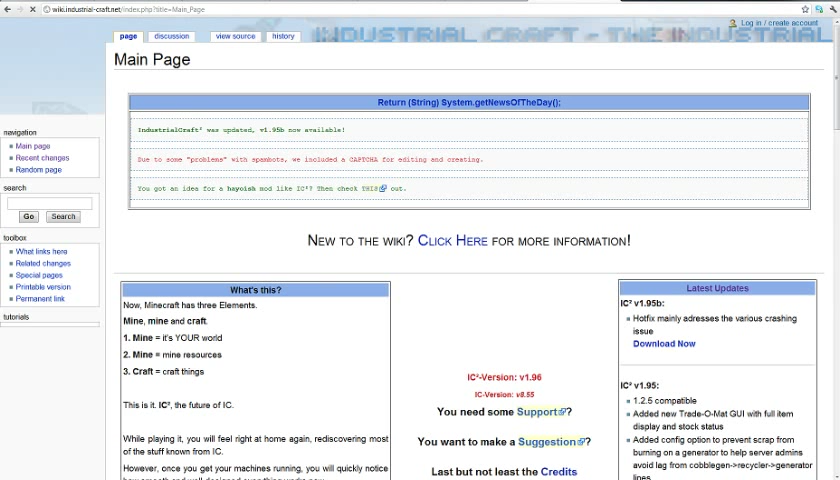 wiki.industrial-craft.net/index.php?title=Main_Page
Log in / create account
page
discussion
view source
history
INDUSTRIAL CRAFT - THE INDUSTRIAL
Main Page
Return (String) System.getNewsOfTheDay();
IndustrialCraft² was updated, v1.95b now available!
Due to some "problems" with spambots, we included a CAPTCHA for editing and creating.
You got an idea for a hayoish mod like IC²? Then check THIS out.
navigation
Main page
Recent changes
Random page
search
Go
Search
toolbox
What links here
Related changes
Special pages
Printable version
Permanent link
tutorials
New to the wiki? Click Here for more information!
What's this?
Now, Minecraft has three Elements.
Mine, mine and craft.
1. Mine = it's YOUR world
2. Mine = mine resources
3. Craft = craft things
This is it. IC², the future of IC.
While playing it, you will feel right at home again, rediscovering most
of the stuff known from IC.
However, once you get your machines running, you will quickly notice
IC²-Version: v1.96
IC-Version: v8.55
You need some Support?
You want to make a Suggestion?
Last but not least the Credits
Latest Updates
IC² v1.95b:
Hotfix mainly adresses the various crashing
issue
Download Now
IC² v1.95:
1.2.5 compatible
Added new Trade-O-Mat GUI with full item
display and stock status
Added config option to prevent scrap from
burning on a generator to help server admins
avoid lag from cobblegen->recycler->generator
lines